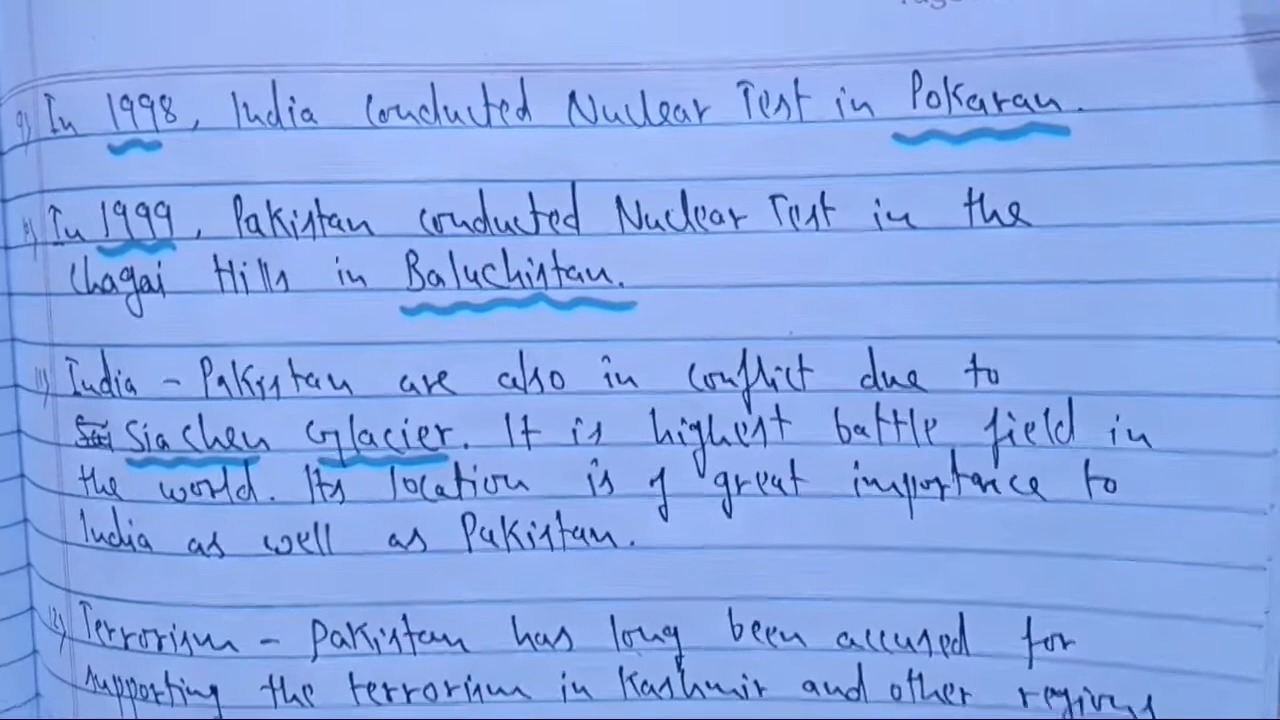 9) In 1998, India conducted Nuclear Test in Pokaran.
10) In 1999, Pakistan conducted Nuclear Test in the
Chagai Hills in Baluchistan.
11) India - Pakistan are also in conflict due to
Siachen Glacier. It is highest battle field in
the world. Its location is of great importance to
India as well as Pakistan.
12) Terrorism - Pakistan has long been accused for
supporting the terrorism in Kashmir and other regions